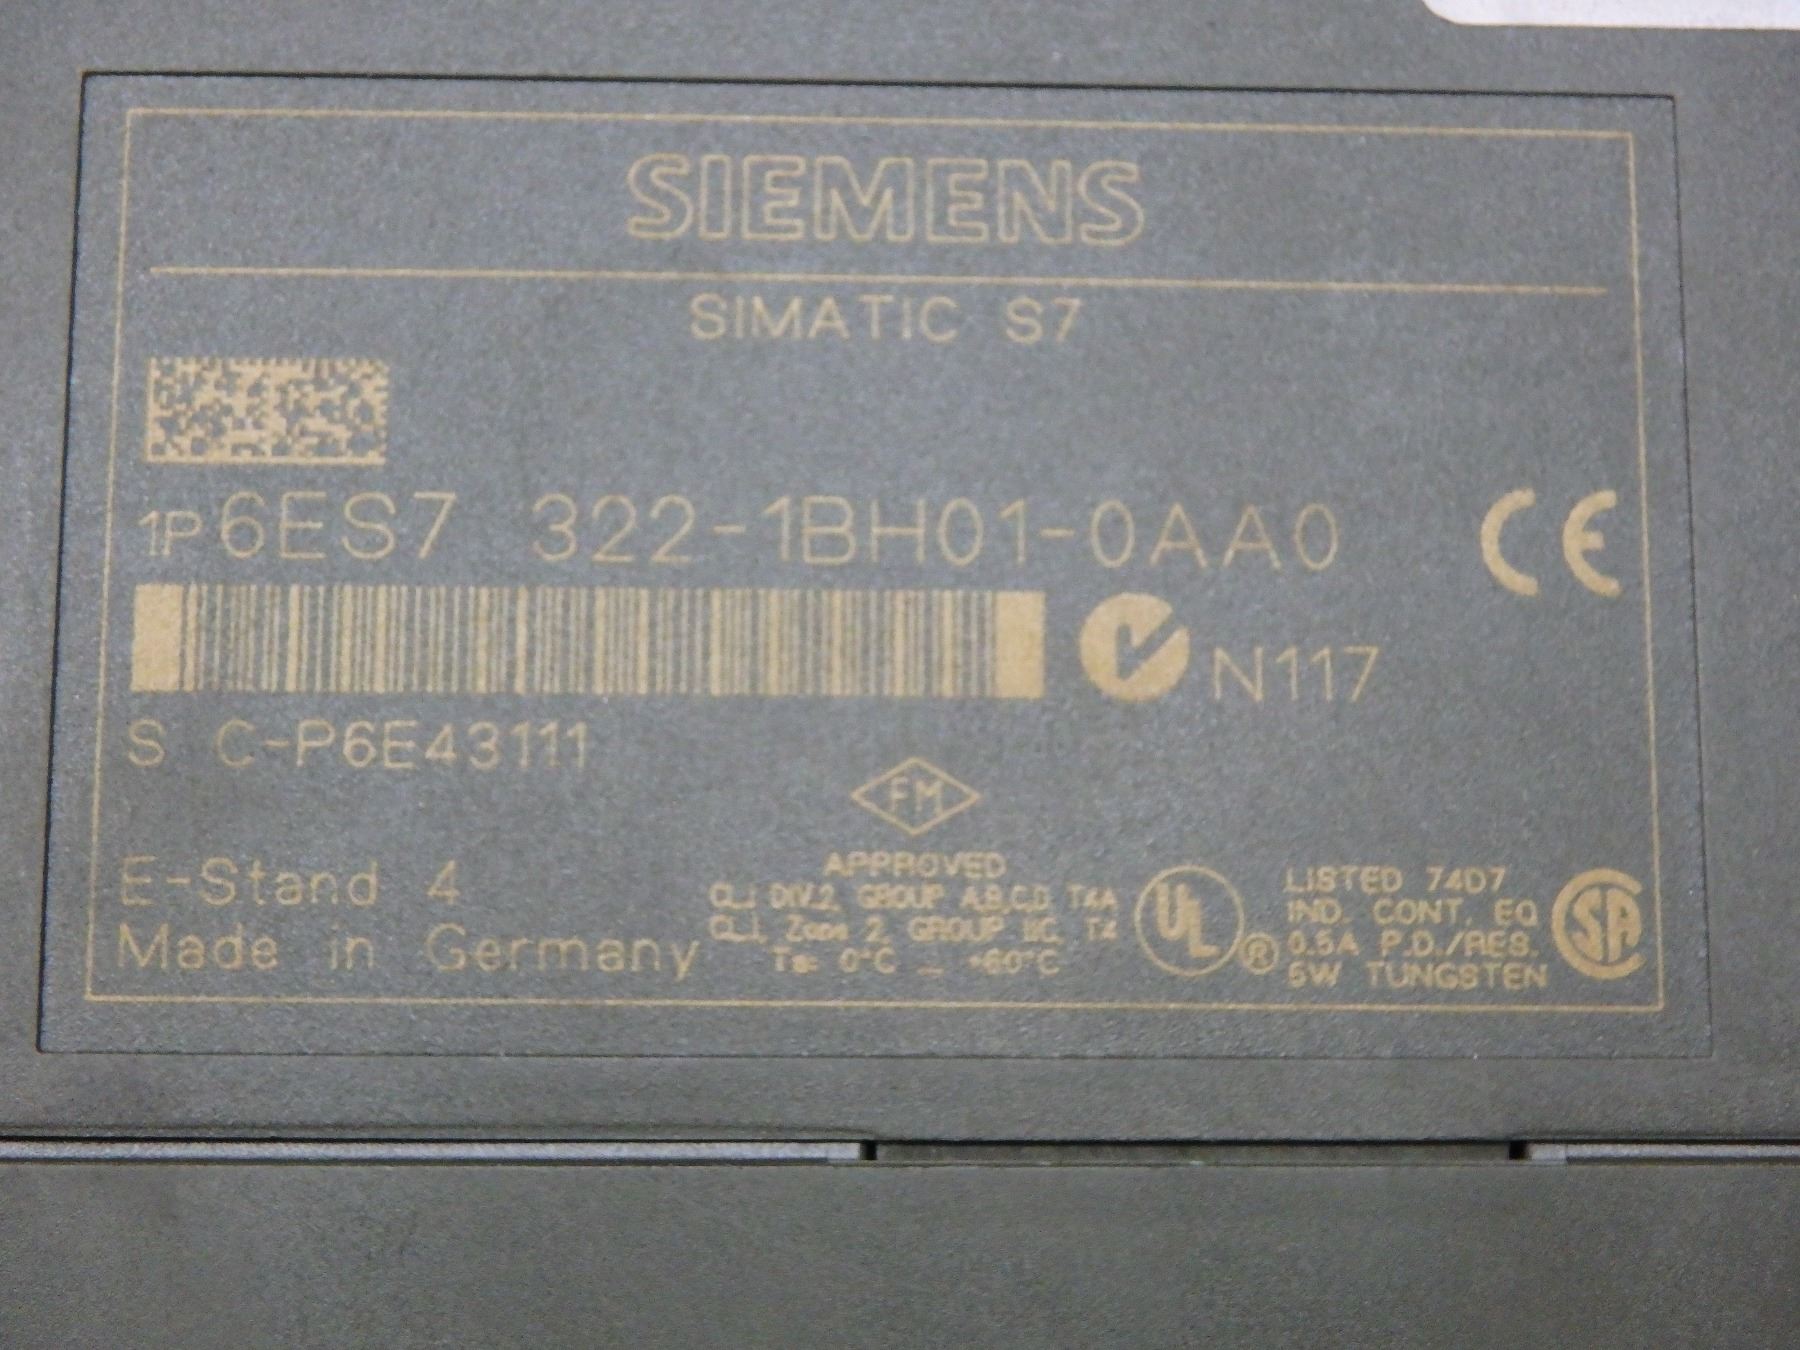 SIEMENS
SIMATIC S7
1P 6ES7 322-1BH01-0AA0
CE
N117
S C-P6E43111
FM
APPROVED
CL.I DIV.2, GROUP A,B,C,D, T4A
CL.I, Zone 2, GROUP IIC, T4
Ta= 0°C _ +60°C
E-Stand 4
Made in Germany
UL ®
LISTED 74D7
IND. CONT. EQ
0.5A P.D./RES.
5W TUNGSTEN
SA